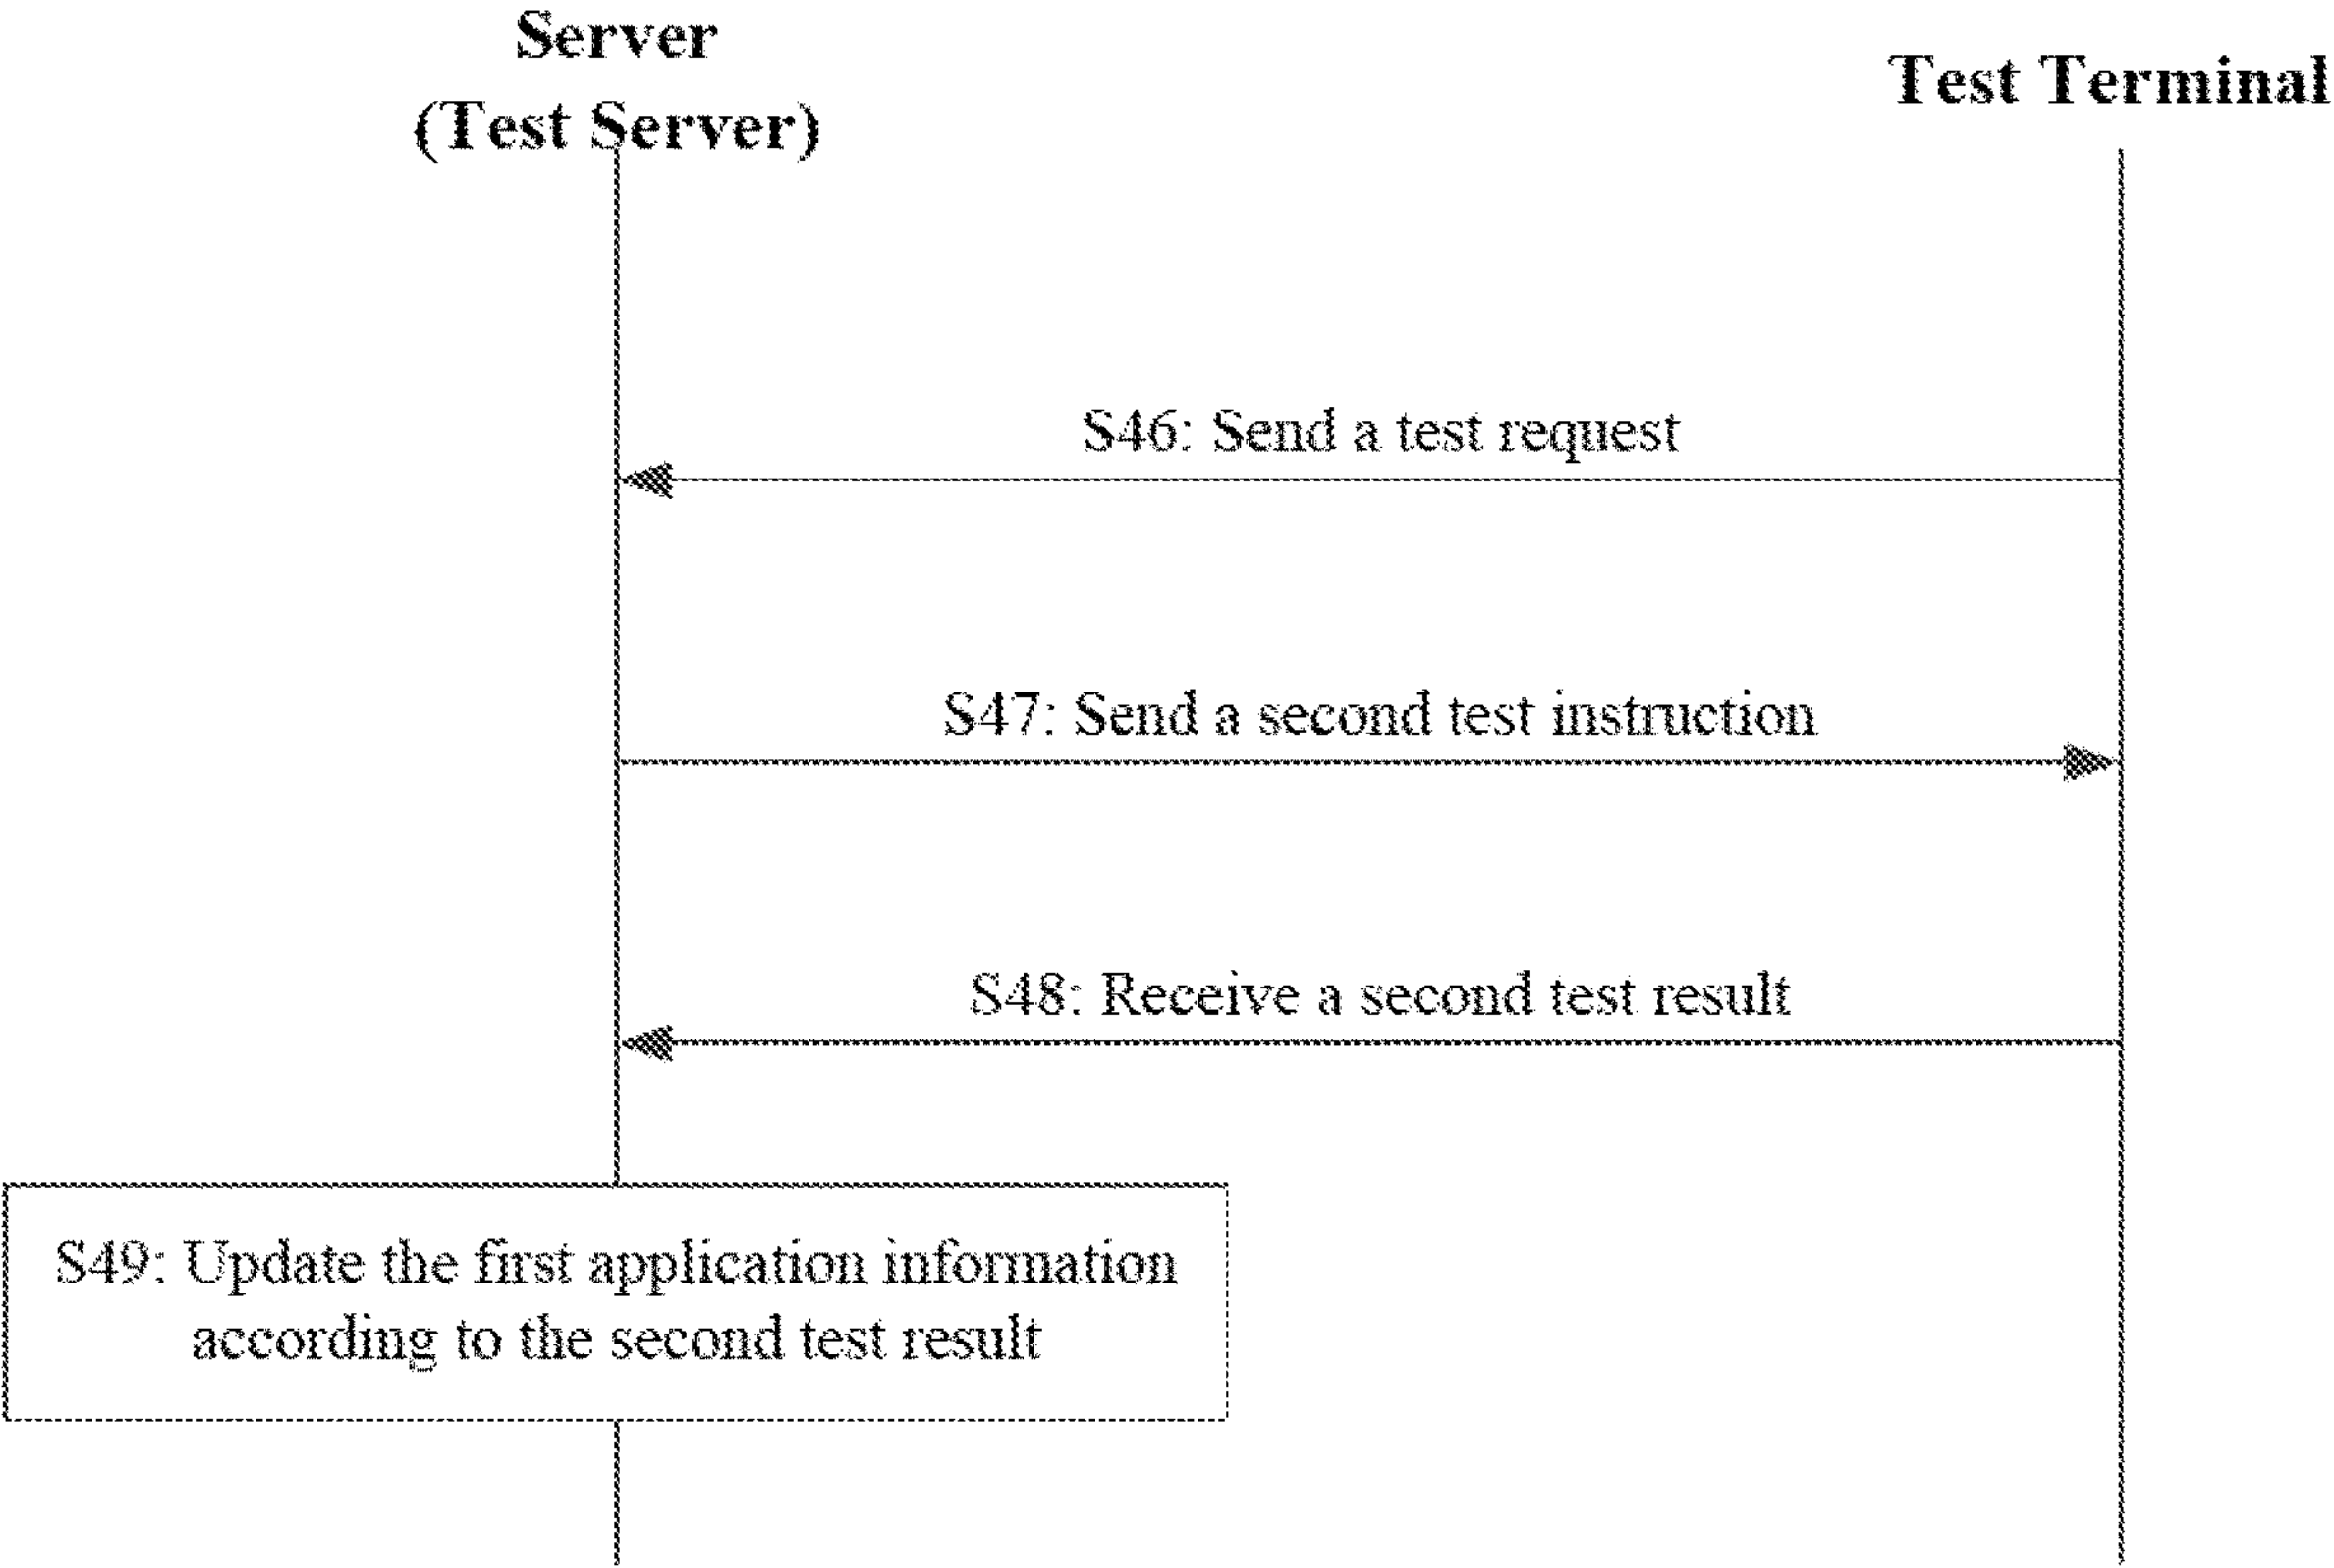 Server
(Test Server)
Test Terminal
S46: Send a test request
S47: Send a second test instruction
S48: Receive a second test result
S49: Update the first application information
according to the second test result